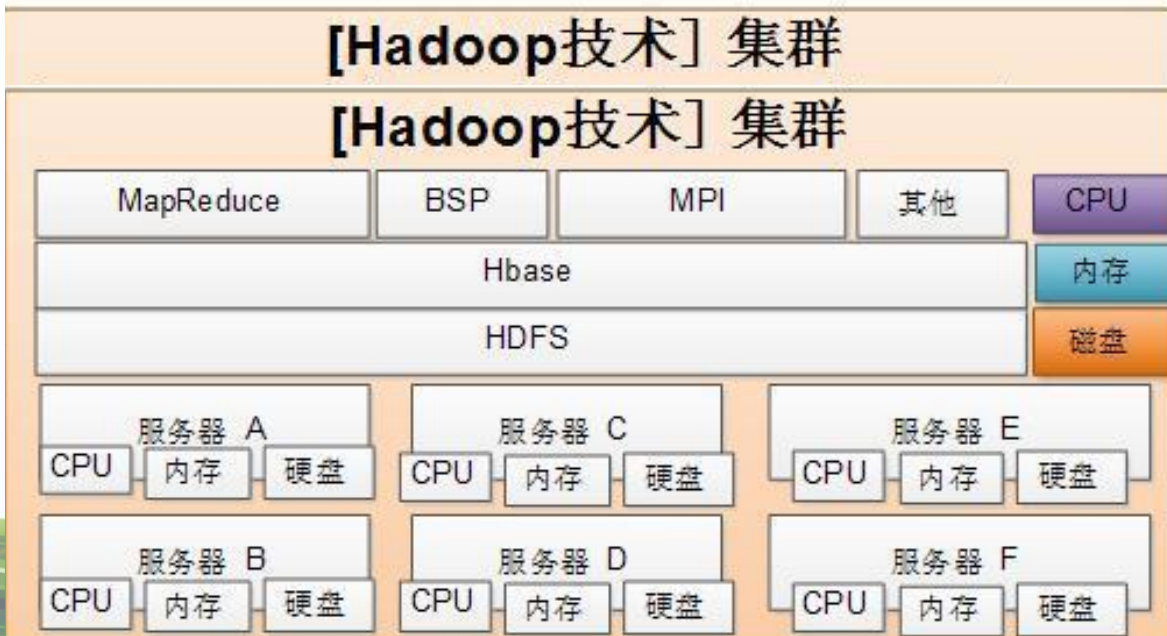 [Hadoop技术］集群
[Hadoop技术］集群
MapReduce BSP MPI 其他 CPU
Hbase 内存
HDFS 磁盘
服务器 A 服务器 C 服务器 E
CPU 内存 硬盘 CPU 内存 硬盘 CPU 内存 硬盘
服务器 B 服务器 D 服务器 F
CPU 内存 硬盘 CPU 内存 硬盘 CPU 内存 硬盘